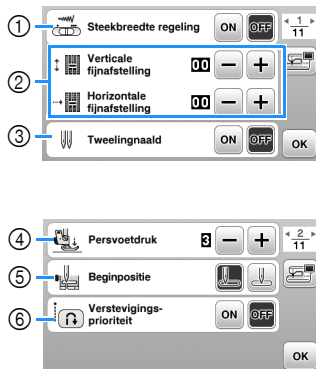 ① Steekbreedte regeling ON OFF 1
11
② Verticale
fijnafstelling 00 − +
Horizontale
fijnafstelling 00 − +
③ Tweelingnaald ON OFF OK
④ Persvoetdruk 3 − + 2
11
⑤ Beginpositie
⑥ Verstevigings-
prioriteit ON OFF
OK